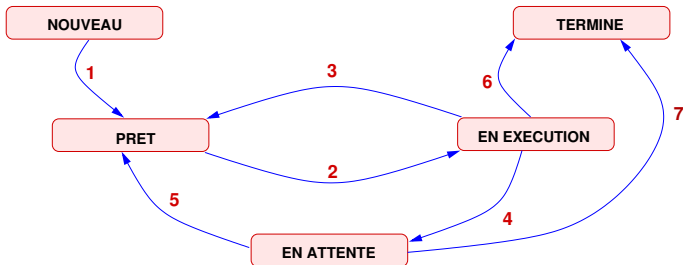 NOUVEAU
TERMINE
1
3
6
7
PRET
EN EXECUTION
2
5
4
EN ATTENTE